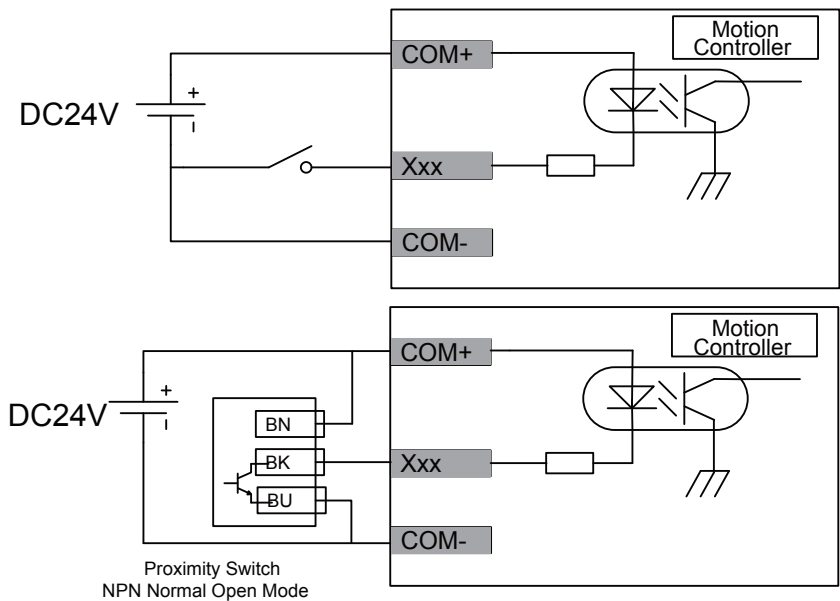 Motion
Controller
COM+
+
DC24V
Xxx
COM-
Motion
Controller
COM+
+
DC24V
BN
BK
Xxx
BU
COM-
Proximity Switch
NPN Normal Open Mode